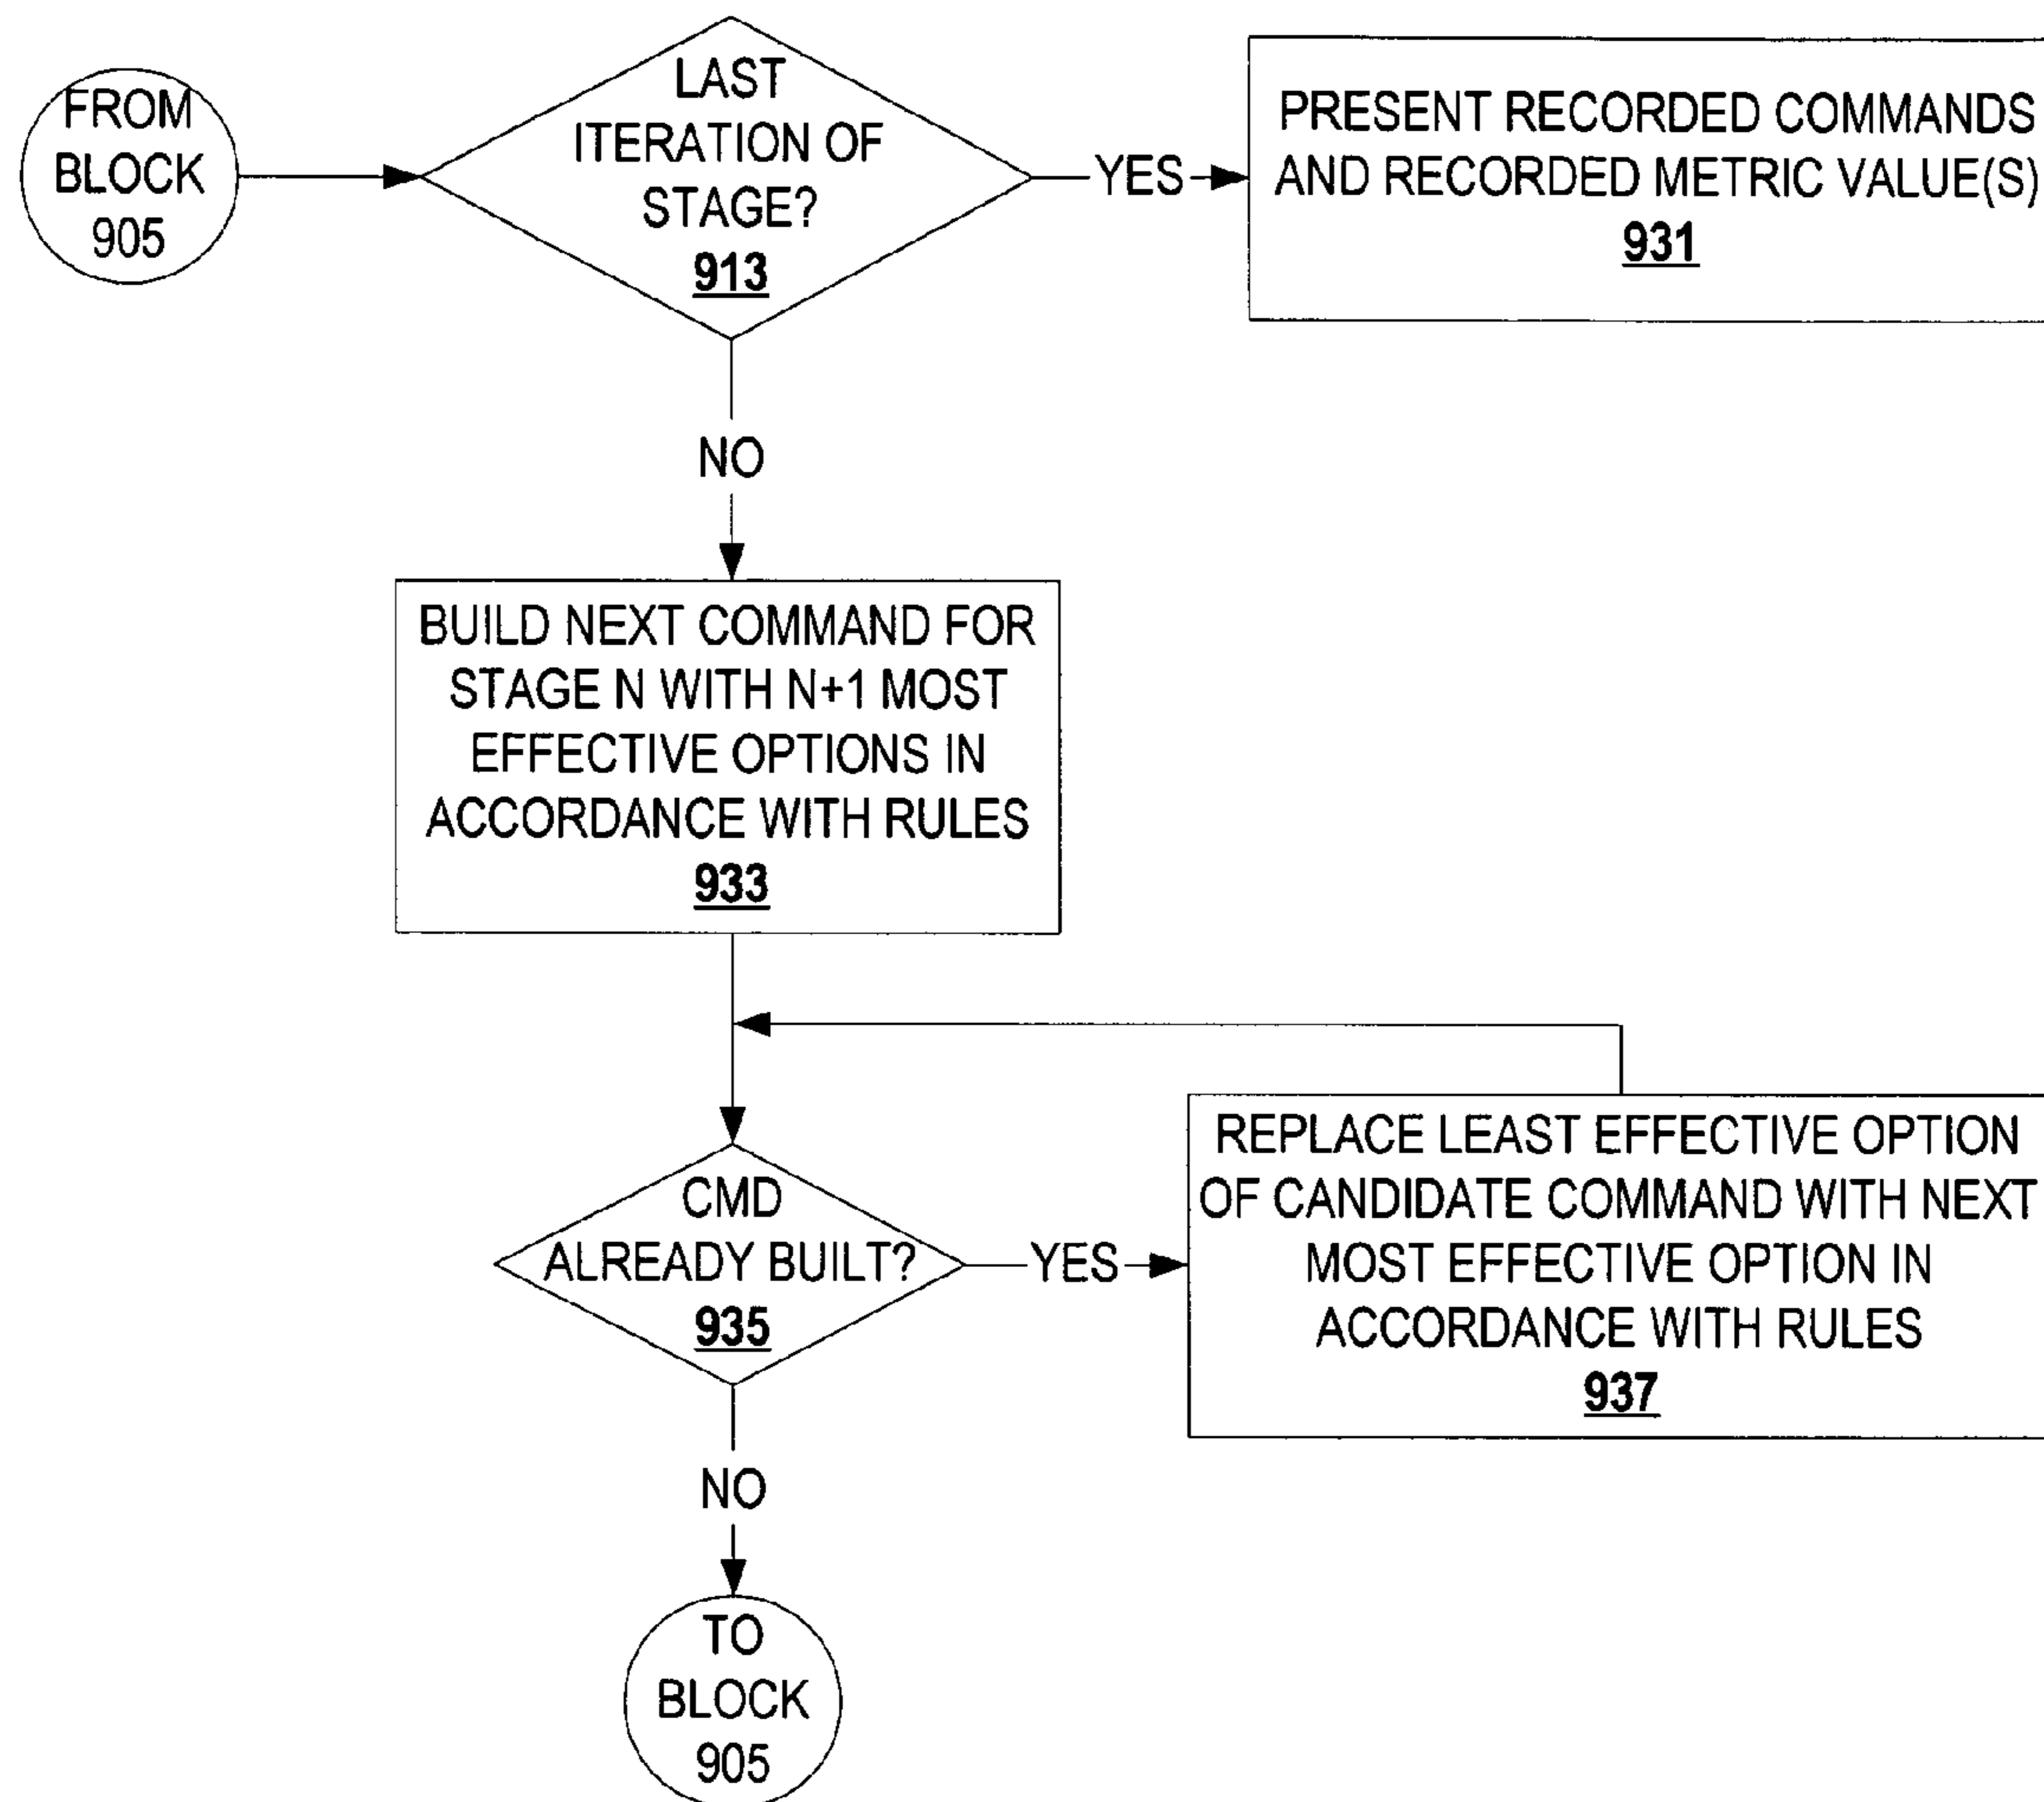 FROM
BLOCK
905
LAST
ITERATION OF
STAGE?
913
YES
PRESENT RECORDED COMMANDS
AND RECORDED METRIC VALUE(S)
931
NO
BUILD NEXT COMMAND FOR
STAGE N WITH N+1 MOST
EFFECTIVE OPTIONS IN
ACCORDANCE WITH RULES
933
CMD
ALREADY BUILT?
935
YES
REPLACE LEAST EFFECTIVE OPTION
OF CANDIDATE COMMAND WITH NEXT
MOST EFFECTIVE OPTION IN
ACCORDANCE WITH RULES
937
NO
TO
BLOCK
905